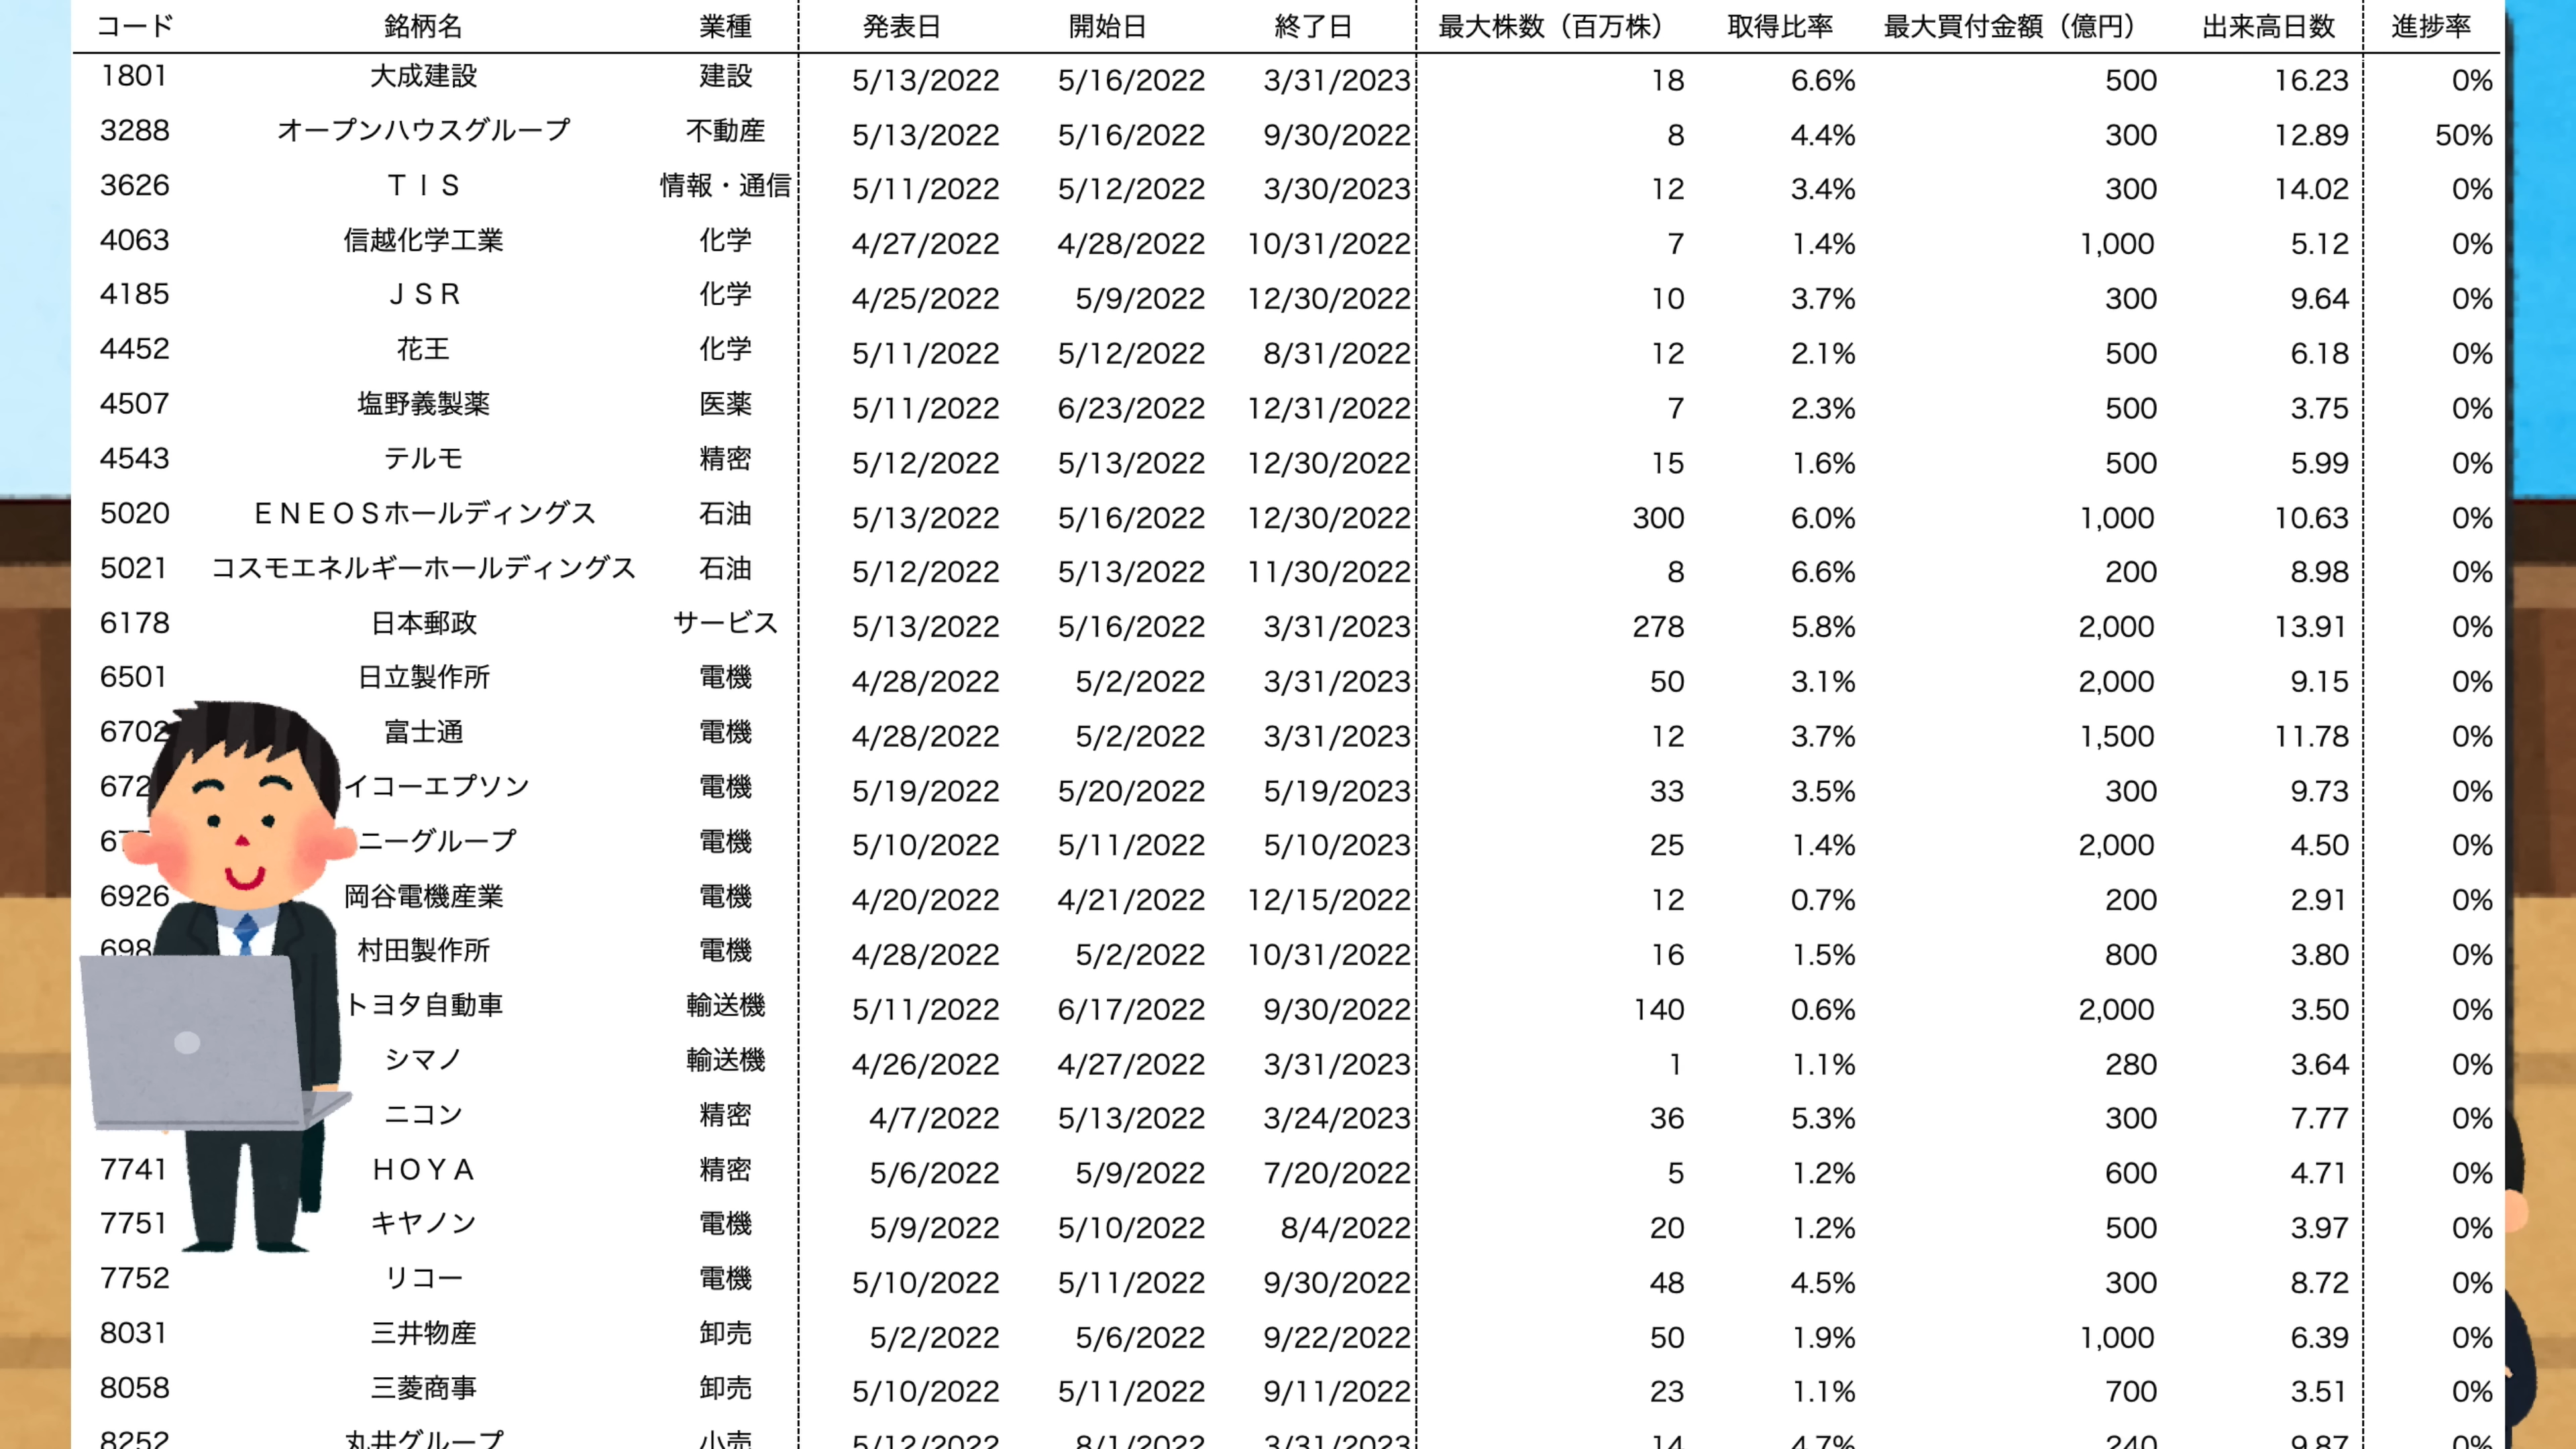 コード 銘柄名 業種 発表日 開始日 終了日 最大株数（百万株） 取得比率 最大買付金額（億円） 出来高日数 進捗率
1801 大成建設 建設 5/13/2022 5/16/2022 3/31/2023 18 6.6% 500 16.23 0%
3288 オープンハウスグループ 不動産 5/13/2022 5/16/2022 9/30/2022 8 4.4% 300 12.89 50%
3626 ＴＩＳ 情報・通信 5/11/2022 5/12/2022 3/30/2023 12 3.4% 300 14.02 0%
4063 信越化学工業 化学 4/27/2022 4/28/2022 10/31/2022 7 1.4% 1,000 5.12 0%
4185 ＪＳＲ 化学 4/25/2022 5/9/2022 12/30/2022 10 3.7% 300 9.64 0%
4452 花王 化学 5/11/2022 5/12/2022 8/31/2022 12 2.1% 500 6.18 0%
4507 塩野義製薬 医薬 5/11/2022 6/23/2022 12/31/2022 7 2.3% 500 3.75 0%
4543 テルモ 精密 5/12/2022 5/13/2022 12/30/2022 15 1.6% 500 5.99 0%
5020 ＥＮＥＯＳホールディングス 石油 5/13/2022 5/16/2022 12/30/2022 300 6.0% 1,000 10.63 0%
5021 コスモエネルギーホールディングス 石油 5/12/2022 5/13/2022 11/30/2022 8 6.6% 200 8.98 0%
6178 日本郵政 サービス 5/13/2022 5/16/2022 3/31/2023 278 5.8% 2,000 13.91 0%
6501 日立製作所 電機 4/28/2022 5/2/2022 3/31/2023 50 3.1% 2,000 9.15 0%
6702 富士通 電機 4/28/2022 5/2/2022 3/31/2023 12 3.7% 1,500 11.78 0%
672 イコーエプソン 電機 5/19/2022 5/20/2022 5/19/2023 33 3.5% 300 9.73 0%
ニーグループ 電機 5/10/2022 5/11/2022 5/10/2023 25 1.4% 2,000 4.50 0%
6926 岡谷電機産業 電機 4/20/2022 4/21/2022 12/15/2022 12 0.7% 200 2.91 0%
698 村田製作所 電機 4/28/2022 5/2/2022 10/31/2022 16 1.5% 800 3.80 0%
トヨタ自動車 輸送機 5/11/2022 6/17/2022 9/30/2022 140 0.6% 2,000 3.50 0%
シマノ 輸送機 4/26/2022 4/27/2022 3/31/2023 1 1.1% 280 3.64 0%
ニコン 精密 4/7/2022 5/13/2022 3/24/2023 36 5.3% 300 7.77 0%
7741 ＨＯＹＡ 精密 5/6/2022 5/9/2022 7/20/2022 5 1.2% 600 4.71 0%
7751 キヤノン 電機 5/9/2022 5/10/2022 8/4/2022 20 1.2% 500 3.97 0%
7752 リコー 電機 5/10/2022 5/11/2022 9/30/2022 48 4.5% 300 8.72 0%
8031 三井物産 卸売 5/2/2022 5/6/2022 9/22/2022 50 1.9% 1,000 6.39 0%
8058 三菱商事 卸売 5/10/2022 5/11/2022 9/11/2022 23 1.1% 700 3.51 0%
8252 丸井グループ 小売 5/12/2022 8/1/2022 3/31/2023 14 4.7% 240 9.87 0%